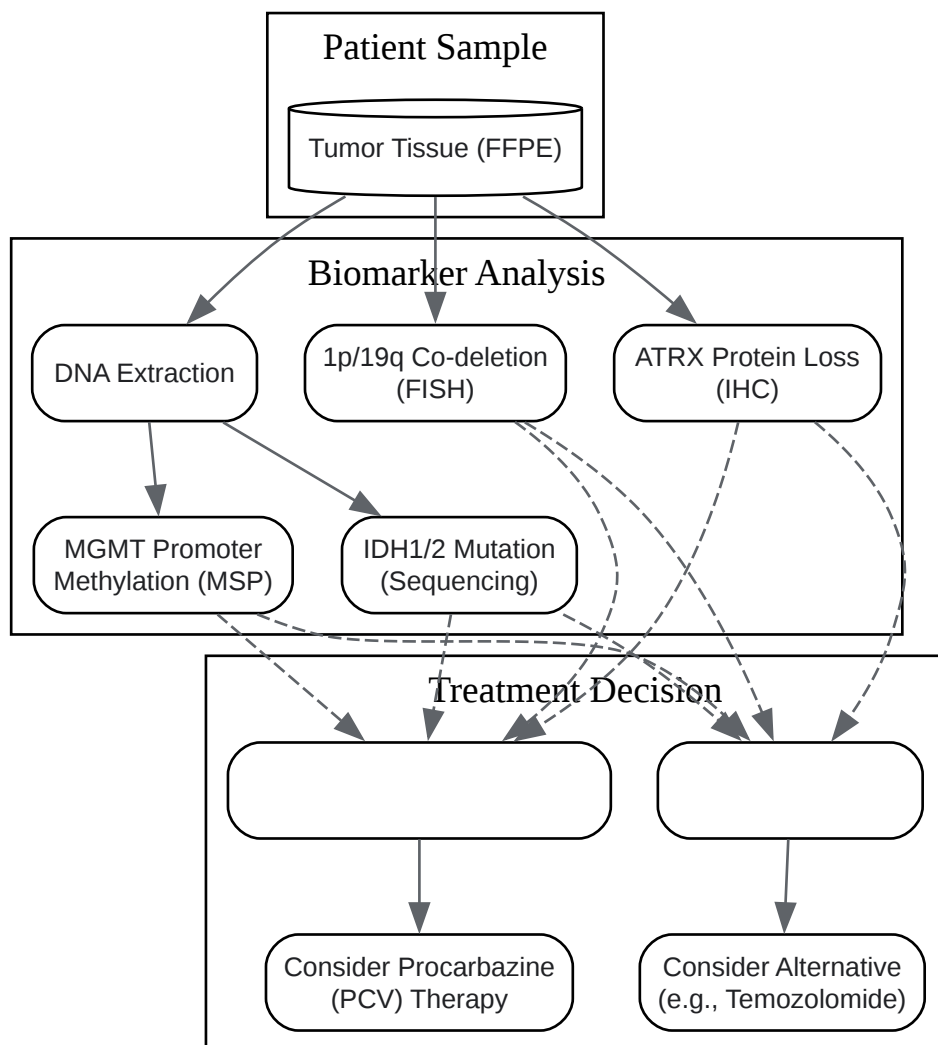 Patient Sample
Tumor Tissue (FFPE)
Biomarker Analysis
DNA Extraction
1p/19q Co-deletion
(FISH)
ATRX Protein Loss
(IHC)
MGMT Promoter
Methylation (MSP)
IDH1/2 Mutation
(Sequencing)
Treatment Decision
Consider Procarbazine
(PCV) Therapy
Consider Alternative
(e.g., Temozolomide)